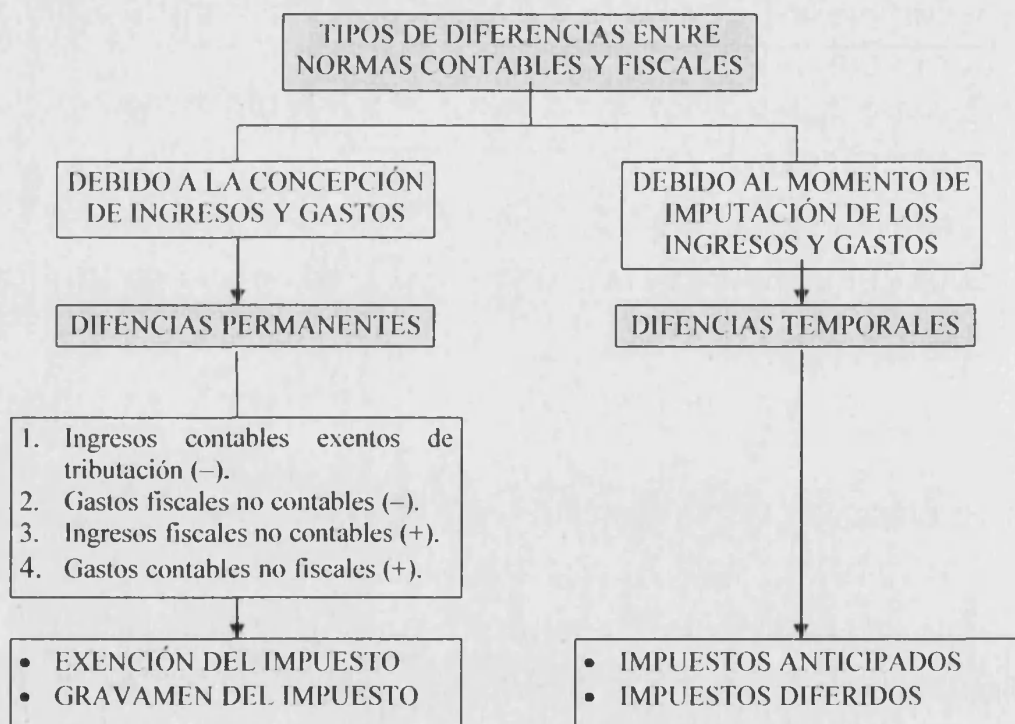 TIPOS DE DIFERENCIAS ENTRE
NORMAS CONTABLES Y FISCALES
DEBIDO A LA CONCEPCIÓN
DE INGRESOS Y GASTOS
DEBIDO AL MOMENTO DE
IMPUTACIÓN DE LOS
INGRESOS Y GASTOS
DIFENCIAS PERMANENTES
DIFENCIAS TEMPORALES
1. Ingresos contables exentos de
tributación (–).
2. Gastos fiscales no contables (–).
3. Ingresos fiscales no contables (+).
4. Gastos contables no fiscales (+).
• EXENCIÓN DEL IMPUESTO
• GRAVAMEN DEL IMPUESTO
• IMPUESTOS ANTICIPADOS
• IMPUESTOS DIFERIDOS